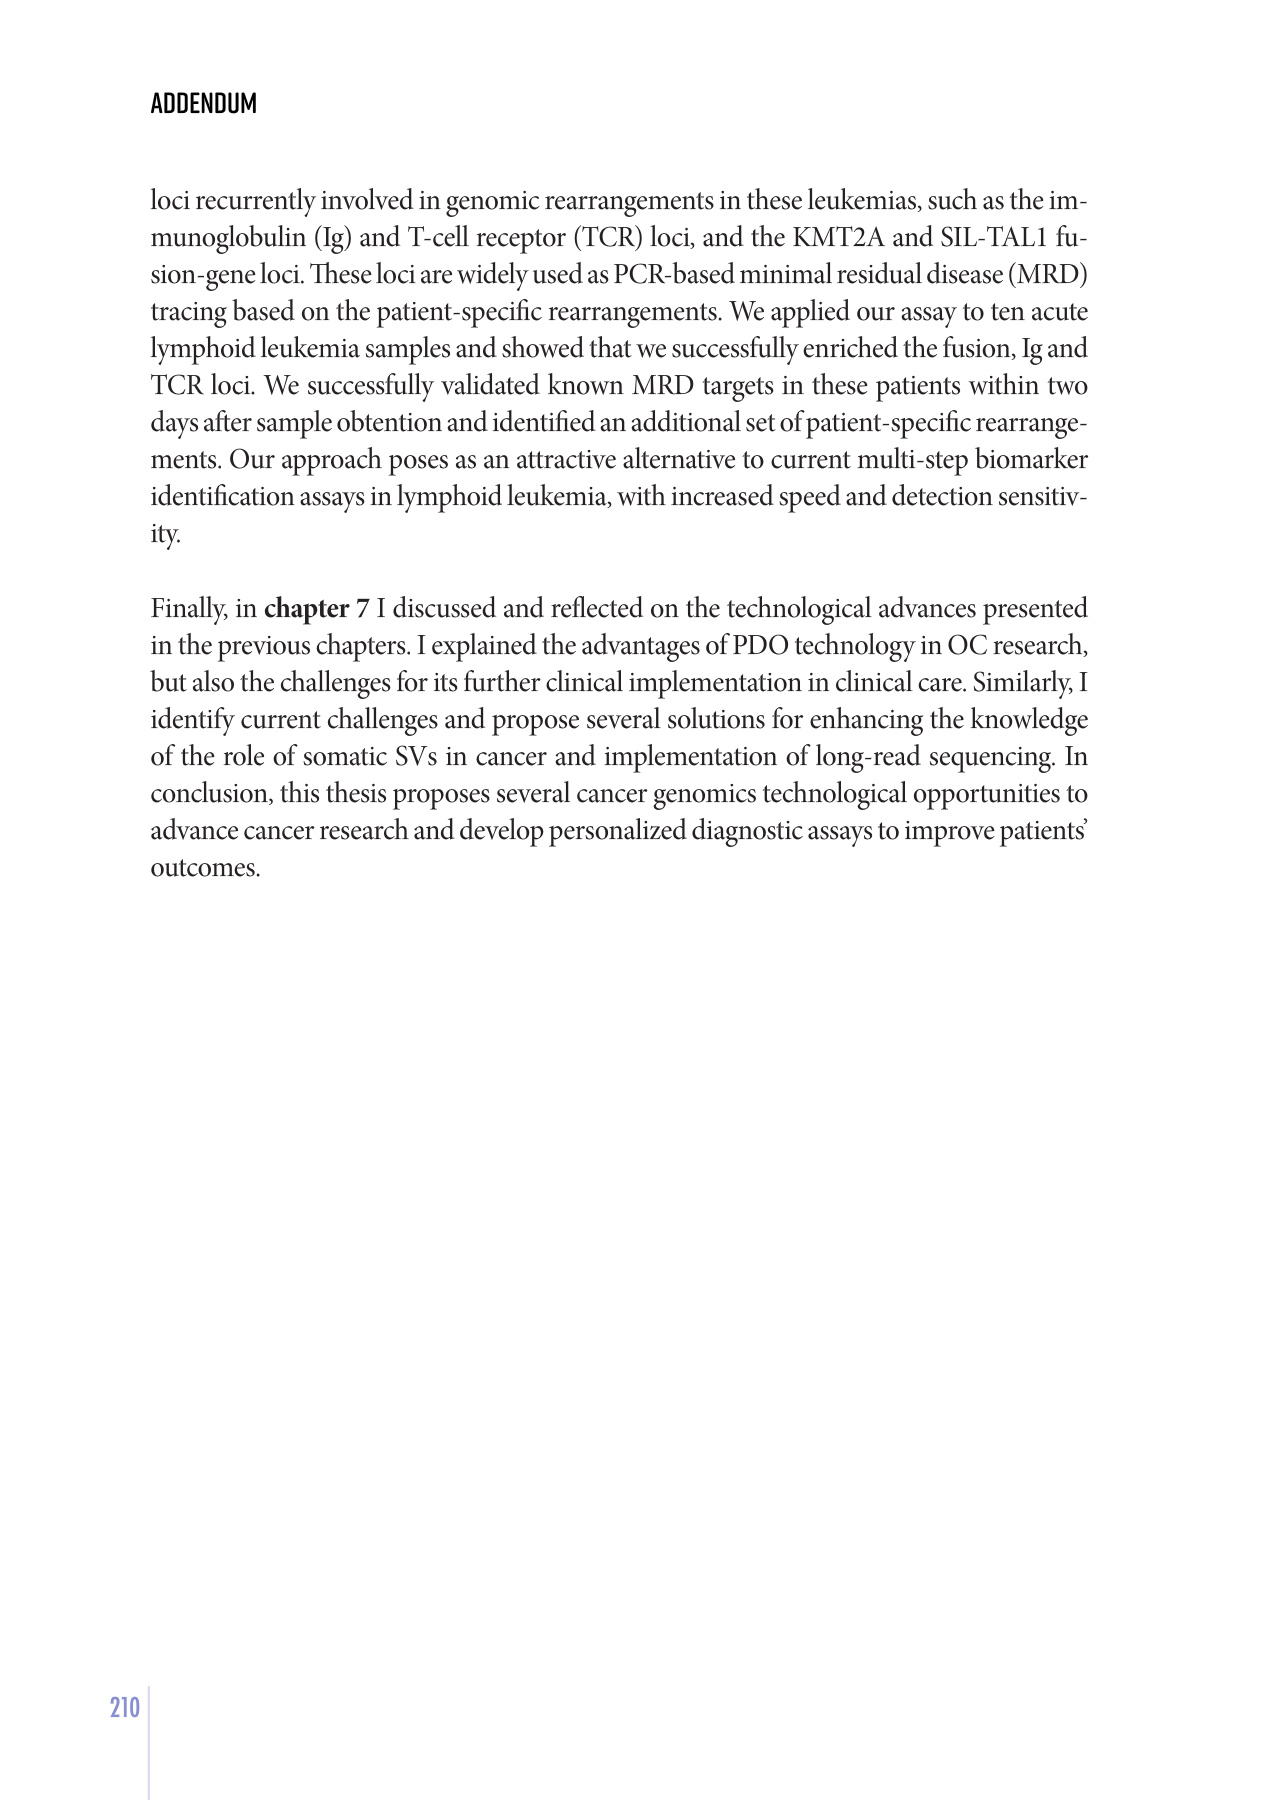 ADDENDUM
loci recurrently involved in genomic rearrangements in these leukemias, such as the im-
munoglobulin (Ig) and T-cell receptor (TCR) loci, and the KMT2A and SIL-TAL1 fu-
sion-gene loci. These loci are widely used as PCR-based minimal residual disease (MRD)
tracing based on the patient-specific rearrangements. We applied our assay to ten acute
lymphoid leukemia samples and showed that we successfully enriched the fusion, Ig and
TCR loci. We successfully validated known MRD targets in these patients within two
days after sample obtention and identified an additional set of patient-specific rearrange-
ments. Our approach poses as an attractive alternative to current multi-step biomarker
identification assays in lymphoid leukemia, with increased speed and detection sensitiv-
ity.
Finally, in chapter 7 I discussed and reflected on the technological advances presented
in the previous chapters. I explained the advantages of PDO technology in OC research,
but also the challenges for its further clinical implementation in clinical care. Similarly, I
identify current challenges and propose several solutions for enhancing the knowledge
of the role of somatic SVs in cancer and implementation of long-read sequencing. In
conclusion, this thesis proposes several cancer genomics technological opportunities to
advance cancer research and develop personalized diagnostic assays to improve patients’
outcomes.
210